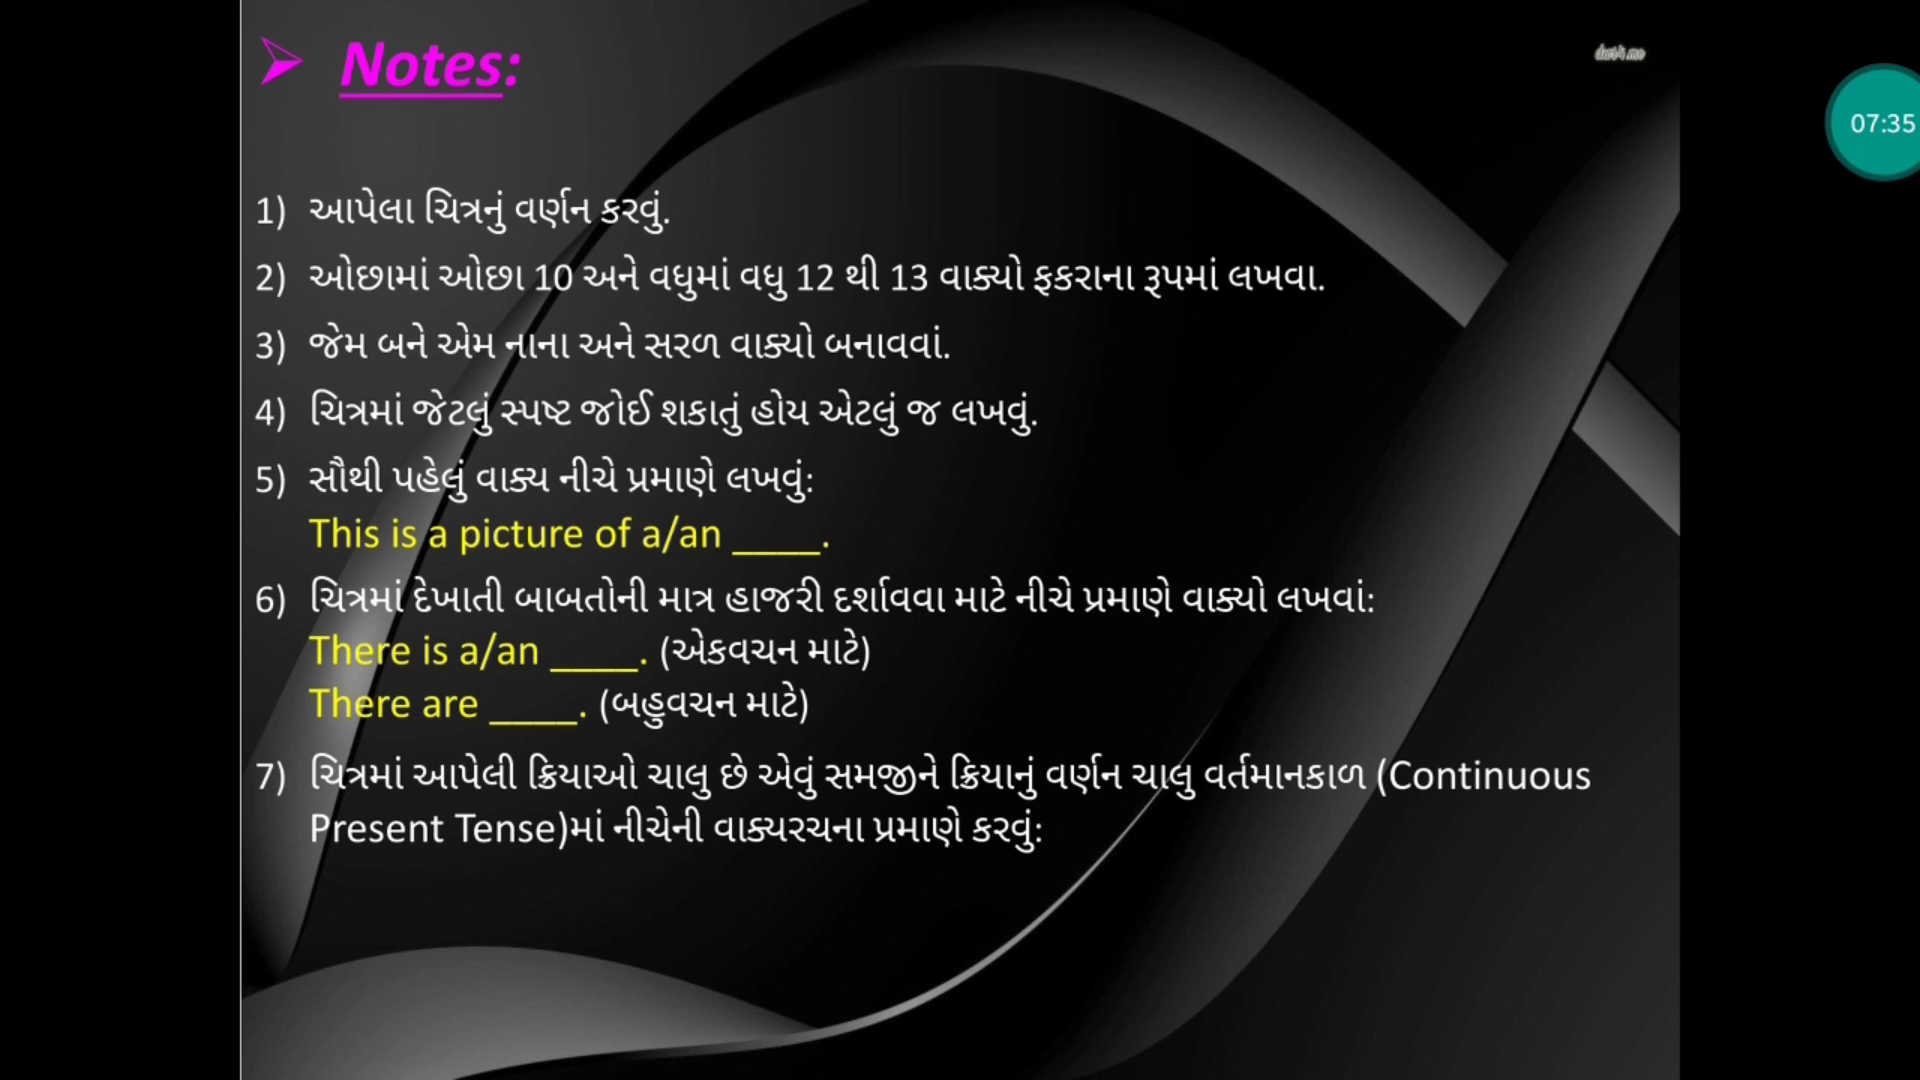 ➢ Notes:
1) આપેલા ચિત્રનું વર્ણન કરવું.
2) ઓછામાં ઓછા 10 અને વધુમાં વધુ 12 થી 13 વાક્યો ફકરાના રૂપમાં લખવા.
3) જેમ બને એમ નાના અને સરળ વાક્યો બનાવવાં.
4) ચિત્રમાં જેટલું સ્પષ્ટ જોઈ શકાતું હોય એટલું જ લખવું.
5) સૌથી પહેલું વાક્ય નીચે પ્રમાણે લખવું:
This is a picture of a/an ____.
6) ચિત્રમાં દેખાતી બાબતોની માત્ર હાજરી દર્શાવવા માટે નીચે પ્રમાણે વાક્યો લખવાં:
There is a/an ____. (એકવચન માટે)
There are ____. (બહુવચન માટે)
7) ચિત્રમાં આપેલી ક્રિયાઓ ચાલુ છે એવું સમજીને ક્રિયાનું વર્ણન ચાલુ વર્તમાનકાળ (Continuous
Present Tense)માં નીચેની વાક્યરચના પ્રમાણે કરવું:
07:35